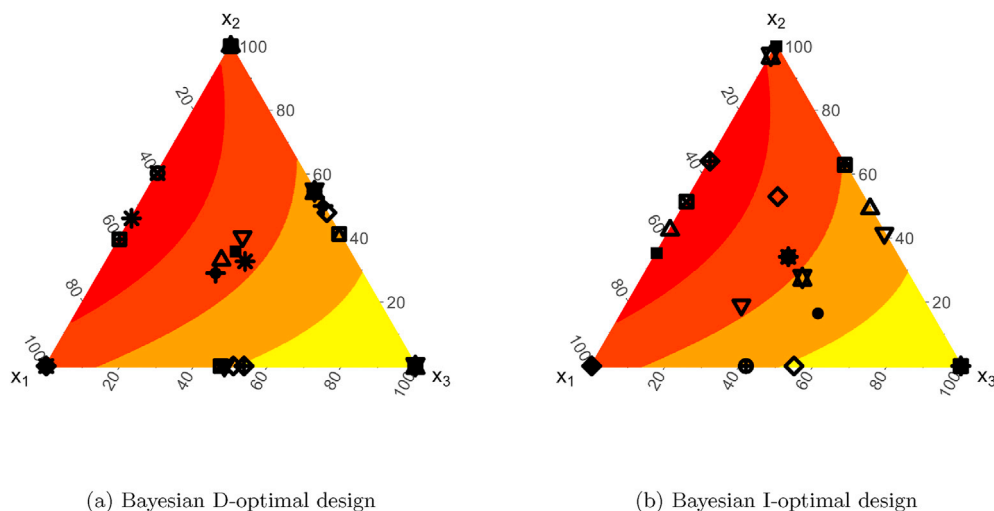 x2 x2
100 100
20 80 20 80
40 60 40 60
60 40 60 40
80 20 80 20
100 100
x1 20 40 60 80 100 x3 x1 20 40 60 80 100 x3
(a) Bayesian D-optimal design (b) Bayesian I-optimal design